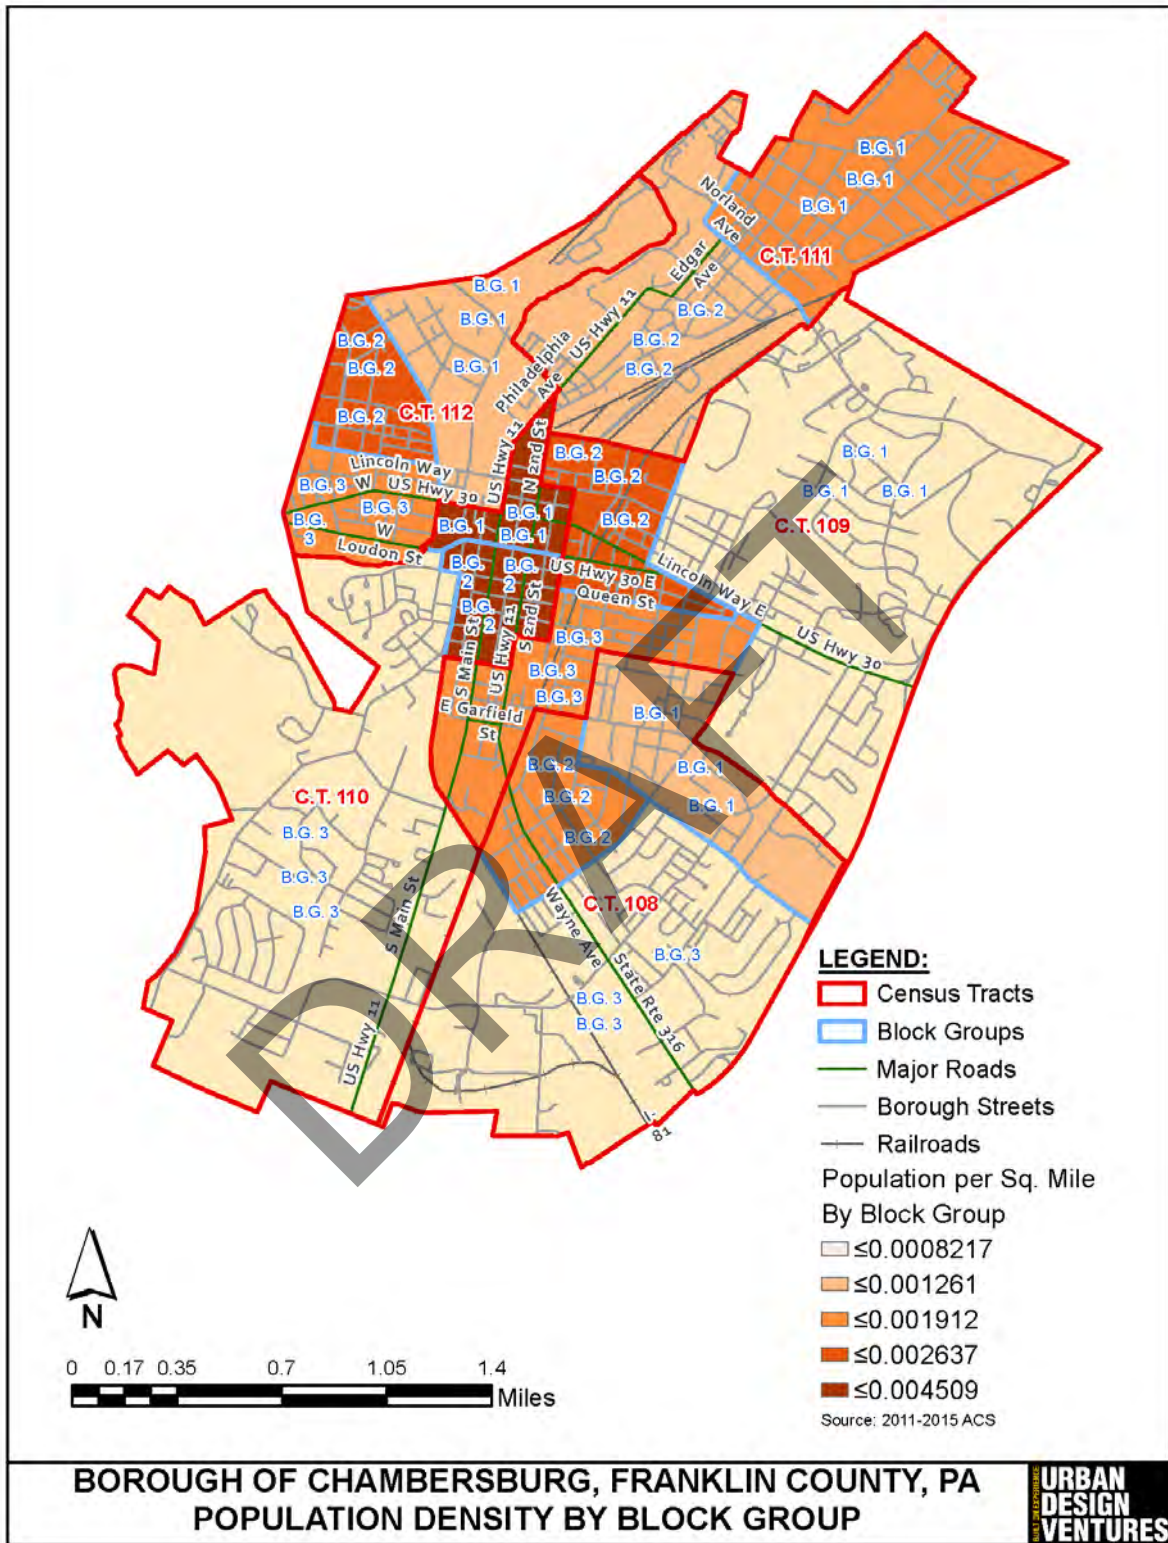 B.G. 1
B.G. 1
B.G. 1
Norland
Ave
C.T. 111
Edgar
Ave
US Hwy 11
B.G. 1
B.G. 1
B.G. 1
B.G. 2
B.G. 2
B.G. 2
Philadelphia
Ave
B.G. 2
B.G. 2
B.G. 2
C.T. 112
US Hwy 11
N 2nd St
B.G. 2
B.G. 2
B.G. 2
B.G. 1
B.G. 1
B.G. 1
C.T. 109
Lincoln Way
W
US Hwy 30
B.G. 3
B.G. 3
B.G.
3
W
Loudon St
B.G. 1
B.G. 1
B.G. 1
B.G.
2
B.G.
2
B.G.
2
US Hwy 30 E
Queen St
Lincoln Way E
US Hwy 30
S Main St
US Hwy 11
S 2nd St
B.G. 3
B.G. 3
B.G. 3
E Garfield
St
B.G. 1
B.G. 1
B.G. 1
B.G. 2
B.G. 2
B.G. 2
C.T. 110
B.G. 3
B.G. 3
B.G. 3
S Main St
US Hwy 11
C.T. 108
Wayne Ave
State Rte 316
B.G. 3
B.G. 3
B.G. 3
I-
81
DRAFT
LEGEND:
Census Tracts
Block Groups
Major Roads
Borough Streets
Railroads
Population per Sq. Mile
By Block Group
≤0.0008217
≤0.001261
≤0.001912
≤0.002637
≤0.004509
Source: 2011-2015 ACS
N
0 0.17 0.35 0.7 1.05 1.4
Miles
BOROUGH OF CHAMBERSBURG, FRANKLIN COUNTY, PA
POPULATION DENSITY BY BLOCK GROUP
BUILT ON EXPERIENCE
URBAN
DESIGN
VENTURES